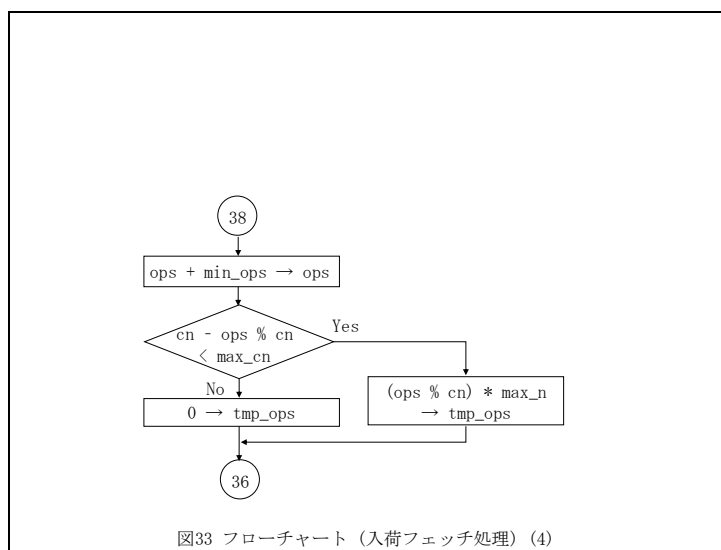 38
ops + min_ops → ops
cn - ops % cn
< max_cn
Yes
No
(ops % cn) * max_n
→ tmp_ops
0 → tmp_ops
36
図33 フローチャート (入荷フェッチ処理) (4)